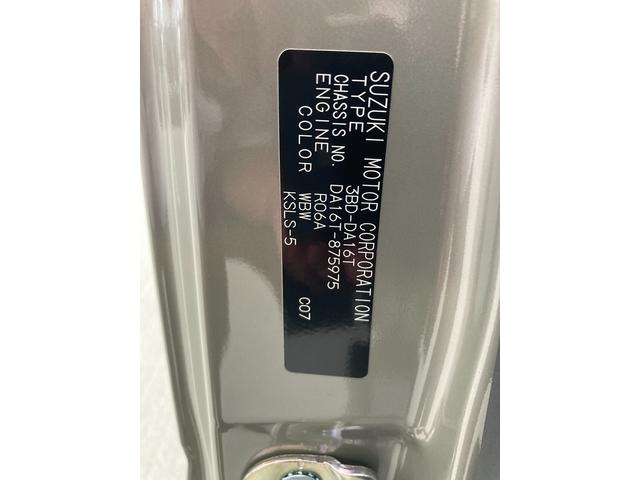 SUZUKI MOTOR CORPORATION
TYPE 3BD-DA16T
CHASSIS NO. DA16T-875975
ENGINE R06A
COLOR WBW C07
KSLS-5